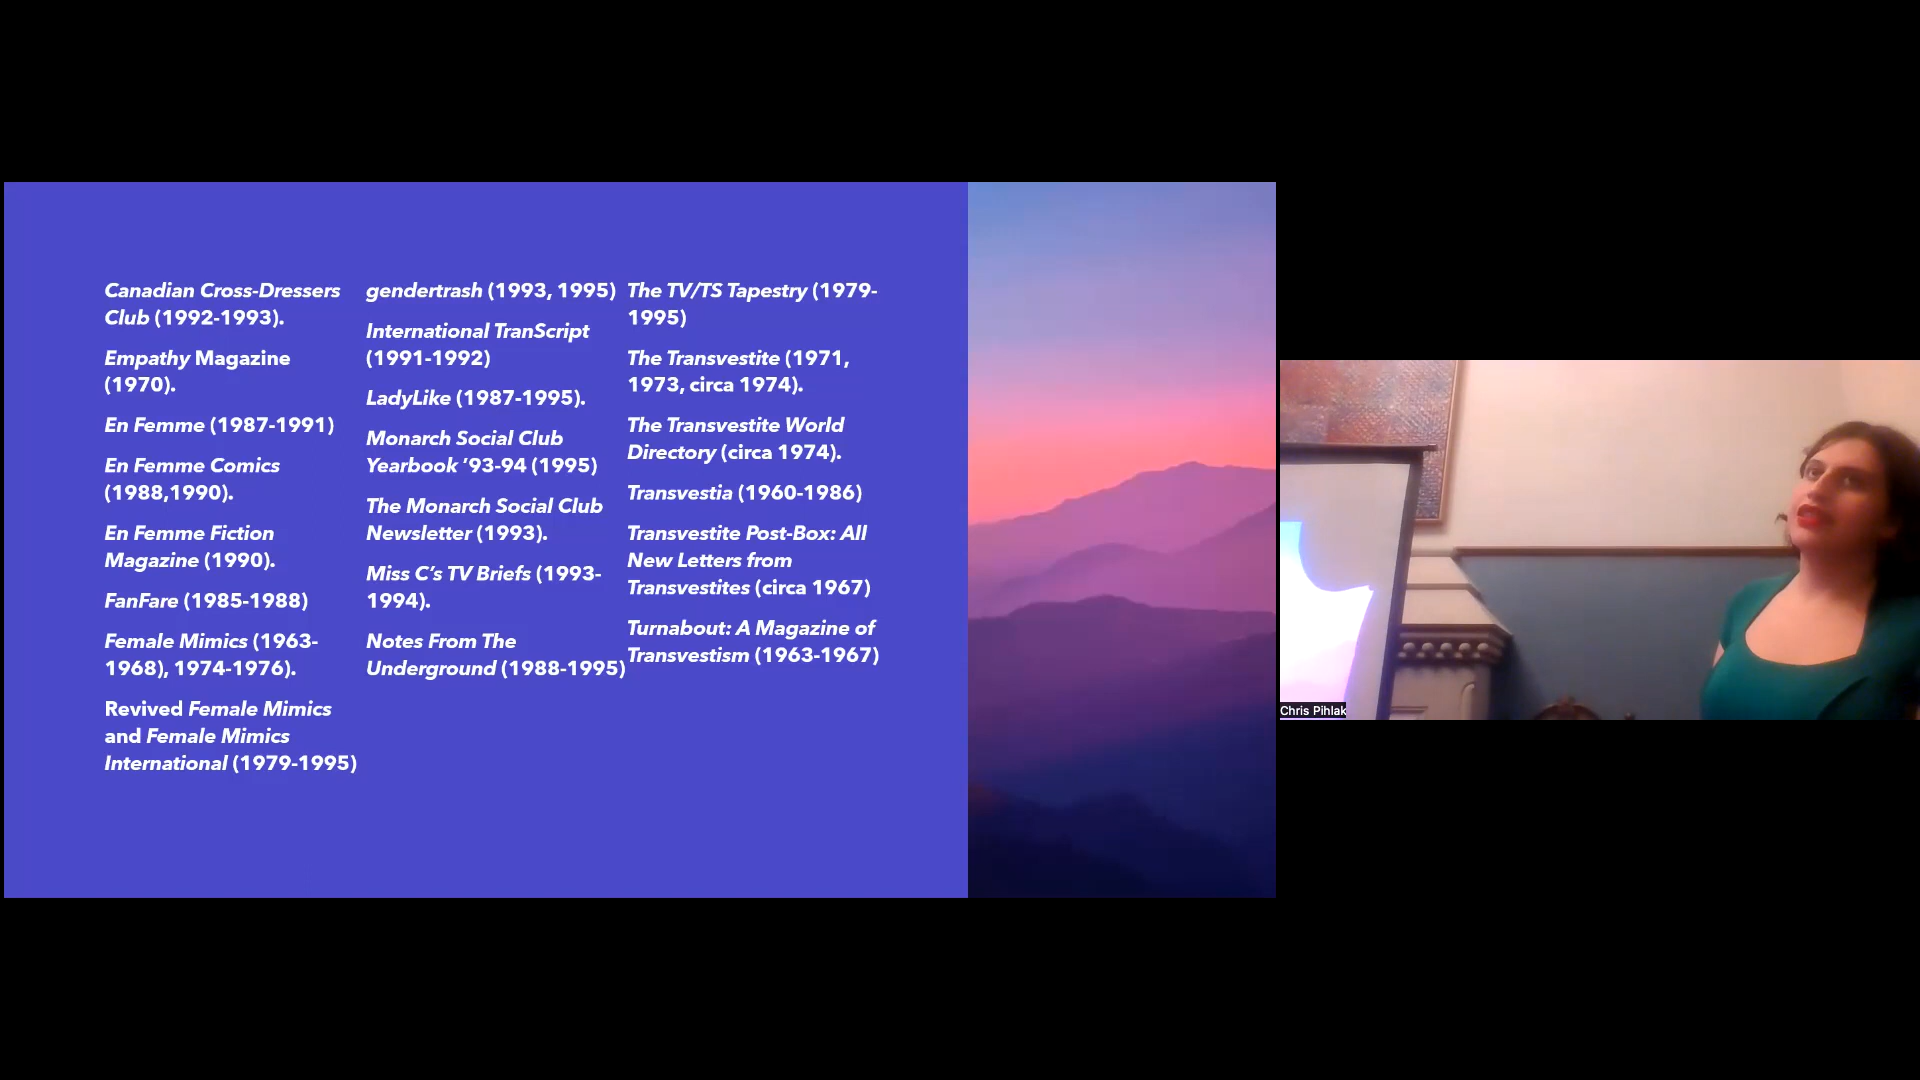 Canadian Cross-Dressers
Club (1992-1993).
Empathy Magazine
(1970).
En Femme (1987-1991)
En Femme Comics
(1988,1990).
En Femme Fiction
Magazine (1990).
FanFare (1985-1988)
Female Mimics (1963-
1968), 1974-1976).
Revived Female Mimics
and Female Mimics
International (1979-1995)
gendertrash (1993, 1995)
International TranScript
(1991-1992)
LadyLike (1987-1995).
Monarch Social Club
Yearbook ’93-94 (1995)
The Monarch Social Club
Newsletter (1993).
Miss C’s TV Briefs (1993-
1994).
Notes From The
Underground (1988-1995)
The TV/TS Tapestry (1979-
1995)
The Transvestite (1971,
1973, circa 1974).
The Transvestite World
Directory (circa 1974).
Transvestia (1960-1986)
Transvestite Post-Box: All
New Letters from
Transvestites (circa 1967)
Turnabout: A Magazine of
Transvestism (1963-1967)
Chris Pihlak